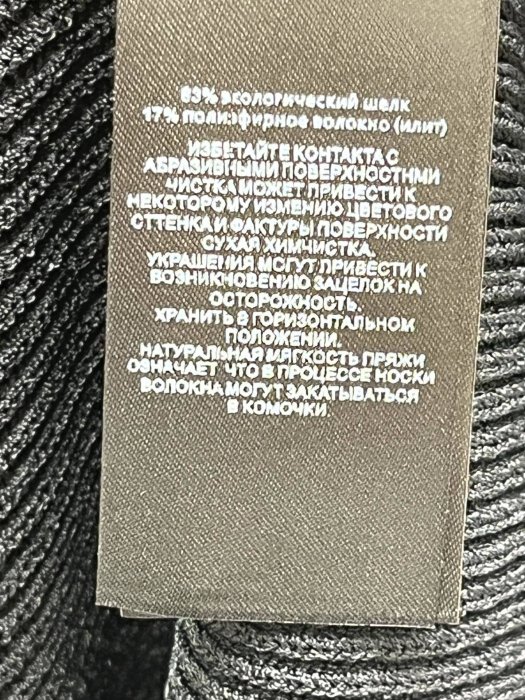 83% экологический шелк
17% полиэфирное волокно (илит)
ИЗБЕГАЙТЕ КОНТАКТА С
АБРАЗИВНЫМИ ПОВЕРХНОСТНМИ
ЧИСТКА МОЖЕТ ПРИВЕСТИ К
НЕКОТОРОМУ ИЗМЕНИЮ ЦВЕТОВОГО
ОТТЕНКА И ФАКТУРЫ ПОВЕРХНОСТИ
СУХАЯ ХИМЧИСТКА.
УКРАШЕНИЯ МОГУТ ПРИВЕСТИ К
ВОЗНИКНОВЕНИЮ ЗАЦЕПОК НА
ОСТОРОЖНОСТЬ.
ХРАНИТЬ В ГОРИЗОНТАЛЬНОМ
ПОЛОЖЕНИИ.
НАТУРАЛЬНАЯ МЯГКОСТЬ ПРЯЖИ
ОЗНАЧАЕТ ЧТО В ПРОЦЕССЕ НОСКИ
ВОЛОКНА МОГУТ ЗАКАТЫВАТЬСЯ
В КОМОЧКИ.